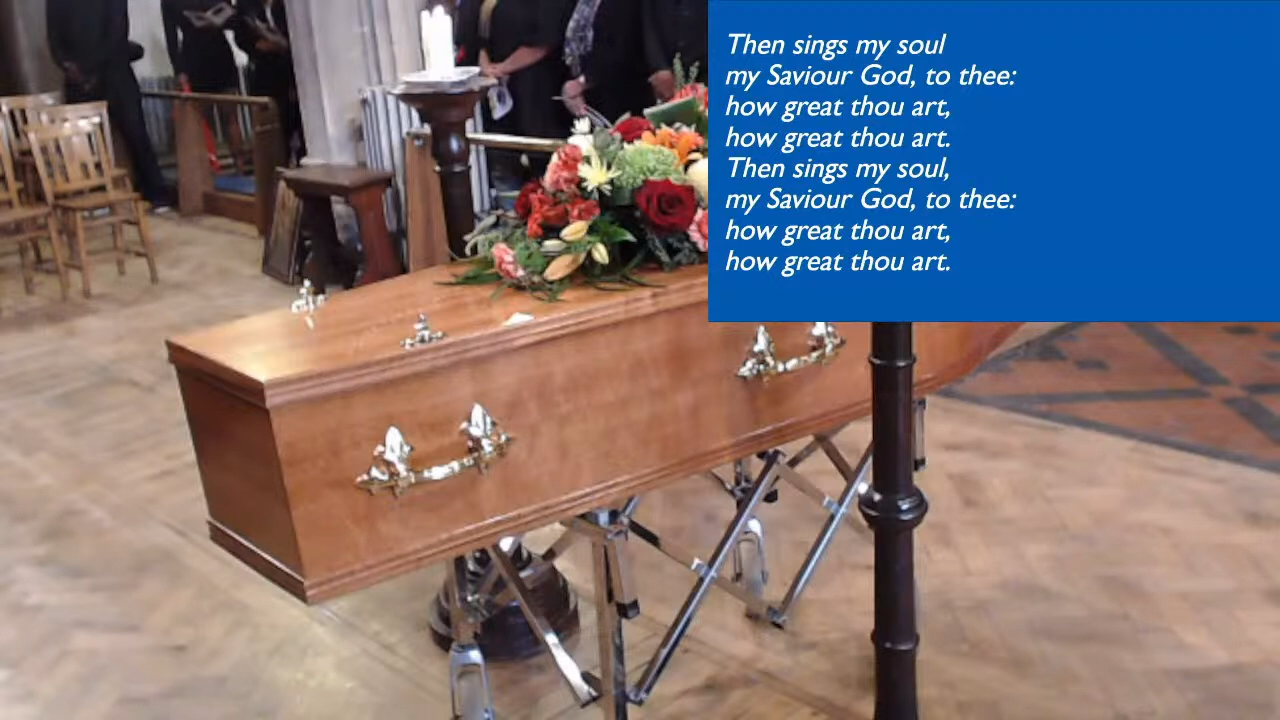 Then sings my soul
my Saviour God, to thee:
how great thou art,
how great thou art.
Then sings my soul,
my Saviour God, to thee:
how great thou art,
how great thou art.